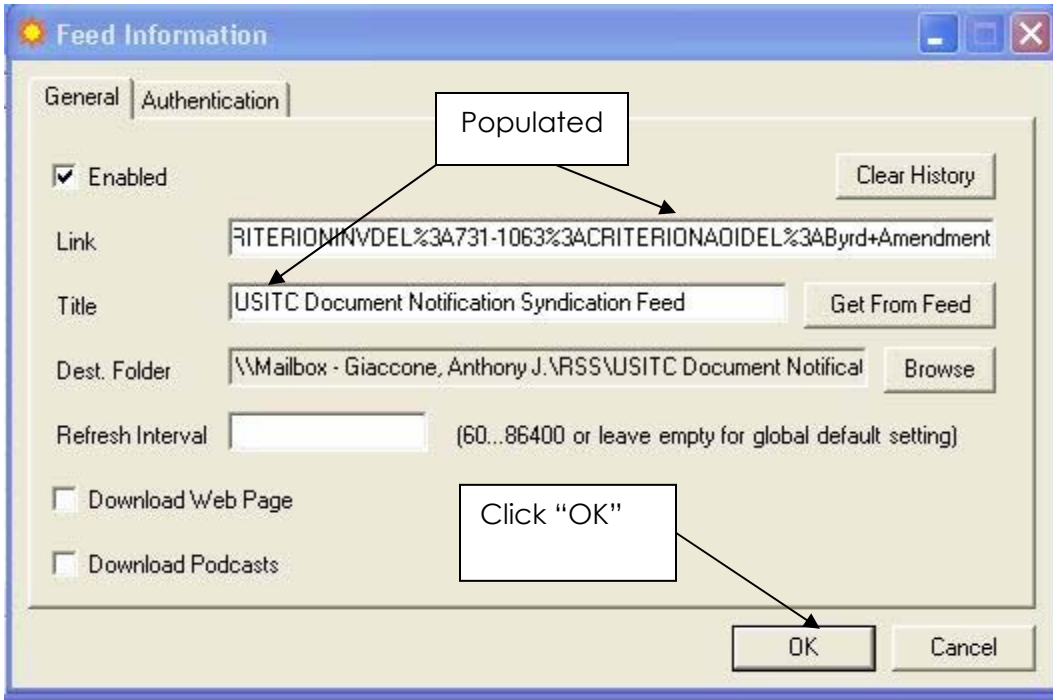 Feed Information
General Authentication
Populated
Enabled Clear History
Link RITERIONINVDEL%3A731-1063%3ACRITERIONAOIDEL%3AByrd+Amendment
Title USITC Document Notification Syndication Feed Get From Feed
Dest. Folder \\Mailbox - Giaccone, Anthony J.\RSS\USITC Document Notificat Browse
Refresh Interval (60...86400 or leave empty for global default setting)
Download Web Page
Click “OK”
Download Podcasts
OK Cancel